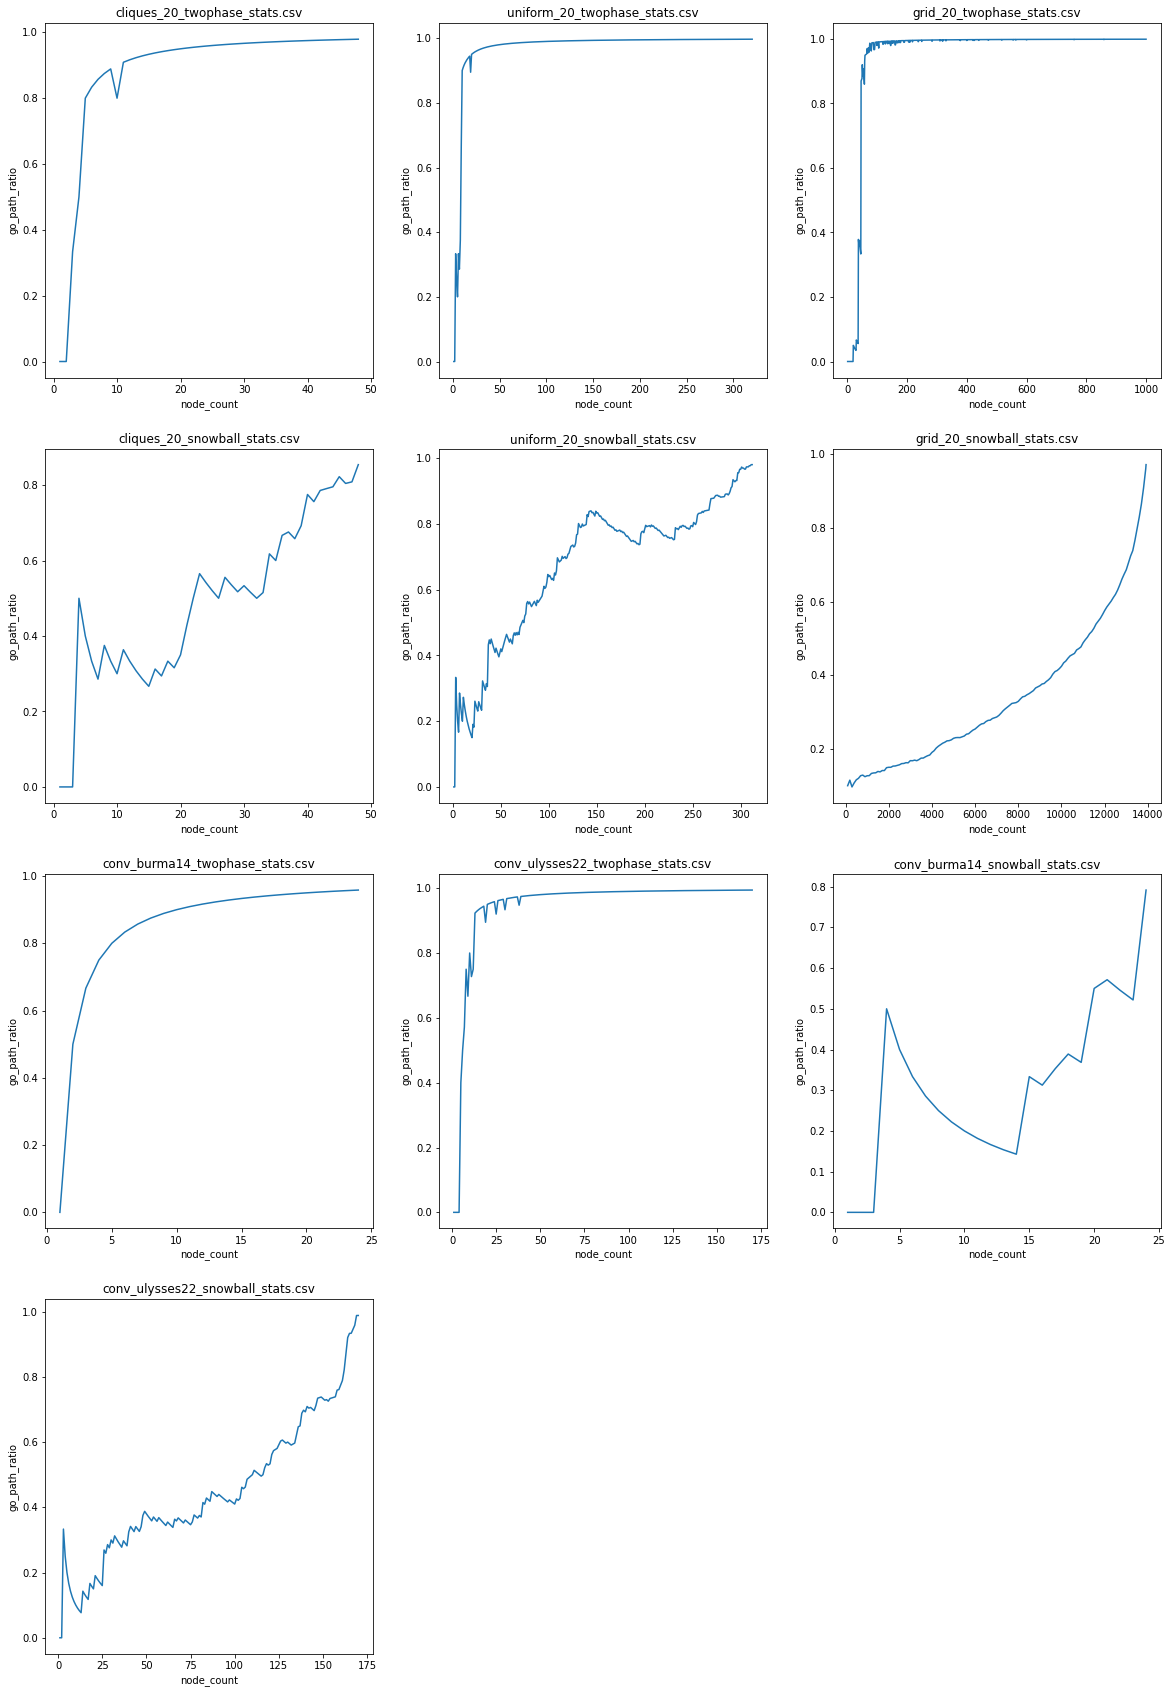 cliques_20_twophase_stats.csv
1.0
0.8
0.6
0.4
0.2
0.0
go_path_ratio
0 10 20 30 40 50
node_count
uniform_20_twophase_stats.csv
1.0
0.8
0.6
0.4
0.2
0.0
go_path_ratio
0 50 100 150 200 250 300
node_count
grid_20_twophase_stats.csv
1.0
0.8
0.6
0.4
0.2
0.0
go_path_ratio
0 200 400 600 800 1000
node_count
cliques_20_snowball_stats.csv
0.8
0.6
0.4
0.2
0.0
go_path_ratio
0 10 20 30 40 50
node_count
uniform_20_snowball_stats.csv
1.0
0.8
0.6
0.4
0.2
0.0
go_path_ratio
0 50 100 150 200 250 300
node_count
grid_20_snowball_stats.csv
1.0
0.8
0.6
0.4
0.2
go_path_ratio
0 2000 4000 6000 8000 10000 12000 14000
node_count
conv_burma14_twophase_stats.csv
1.0
0.8
0.6
0.4
0.2
0.0
go_path_ratio
0 5 10 15 20 25
node_count
conv_ulysses22_twophase_stats.csv
1.0
0.8
0.6
0.4
0.2
0.0
go_path_ratio
0 25 50 75 100 125 150 175
node_count
conv_burma14_snowball_stats.csv
0.8
0.7
0.6
0.5
0.4
0.3
0.2
0.1
0.0
go_path_ratio
0 5 10 15 20 25
node_count
conv_ulysses22_snowball_stats.csv
1.0
0.8
0.6
0.4
0.2
0.0
go_path_ratio
0 25 50 75 100 125 150 175
node_count